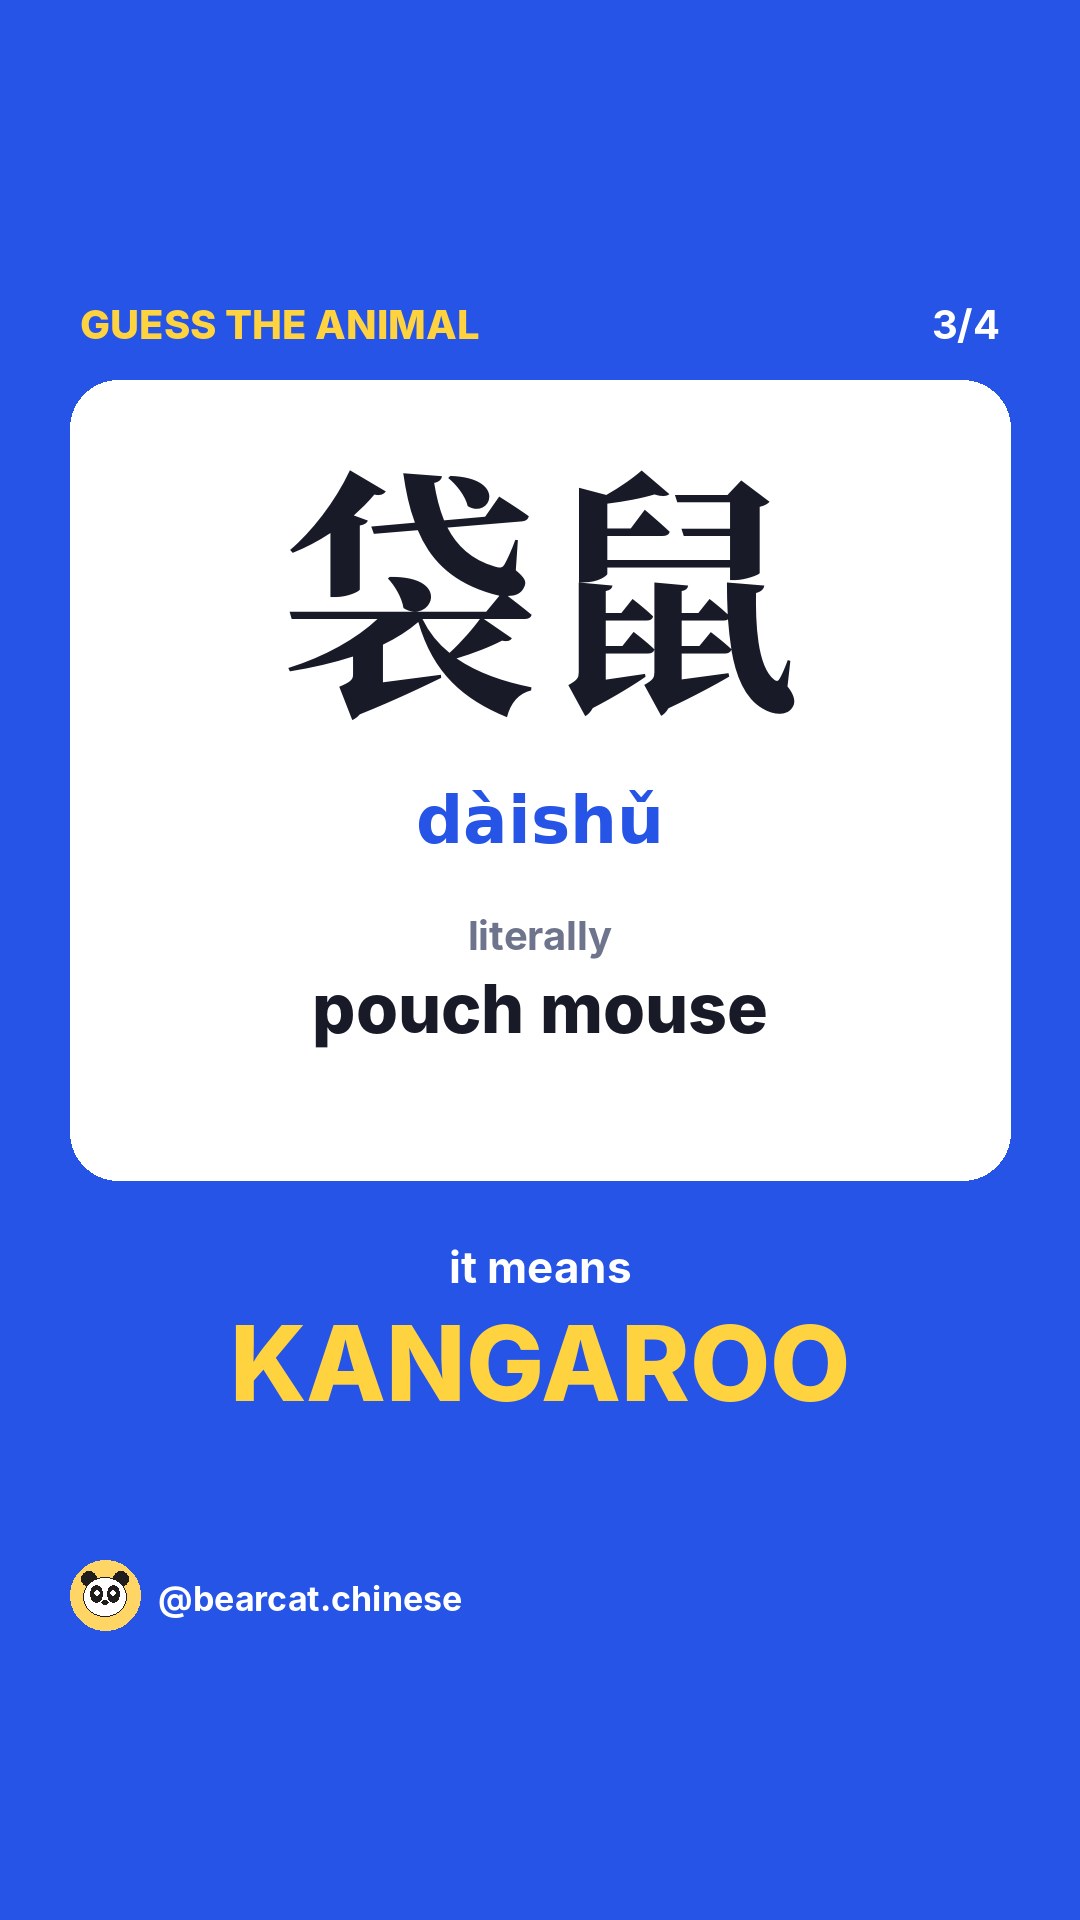 GUESS THE ANIMAL
3/4
袋鼠
dàishǔ
literally
pouch mouse
it means
KANGAROO
@bearcat.chinese